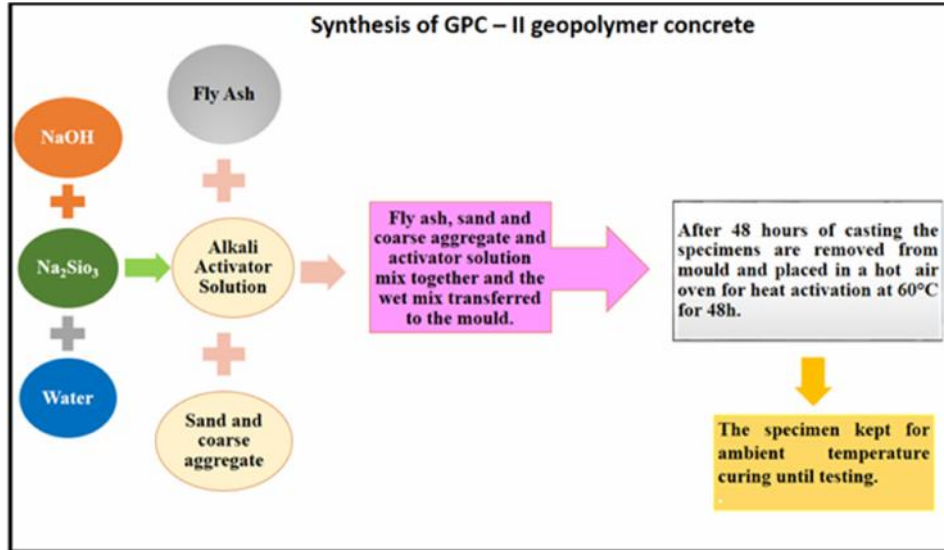 Synthesis of GPC – II geopolymer concrete
NaOH
Na₂Sio₃
Water
Fly Ash
Alkali
Activator
Solution
Sand and
coarse
aggregate
Fly ash, sand and
coarse aggregate and
activator solution
mix together and the
wet mix transferred
to the mould.
After 48 hours of casting the
specimens are removed from
mould and placed in a hot air
oven for heat activation at 60°C
for 48h.
The specimen kept for
ambient temperature
curing until testing.
.